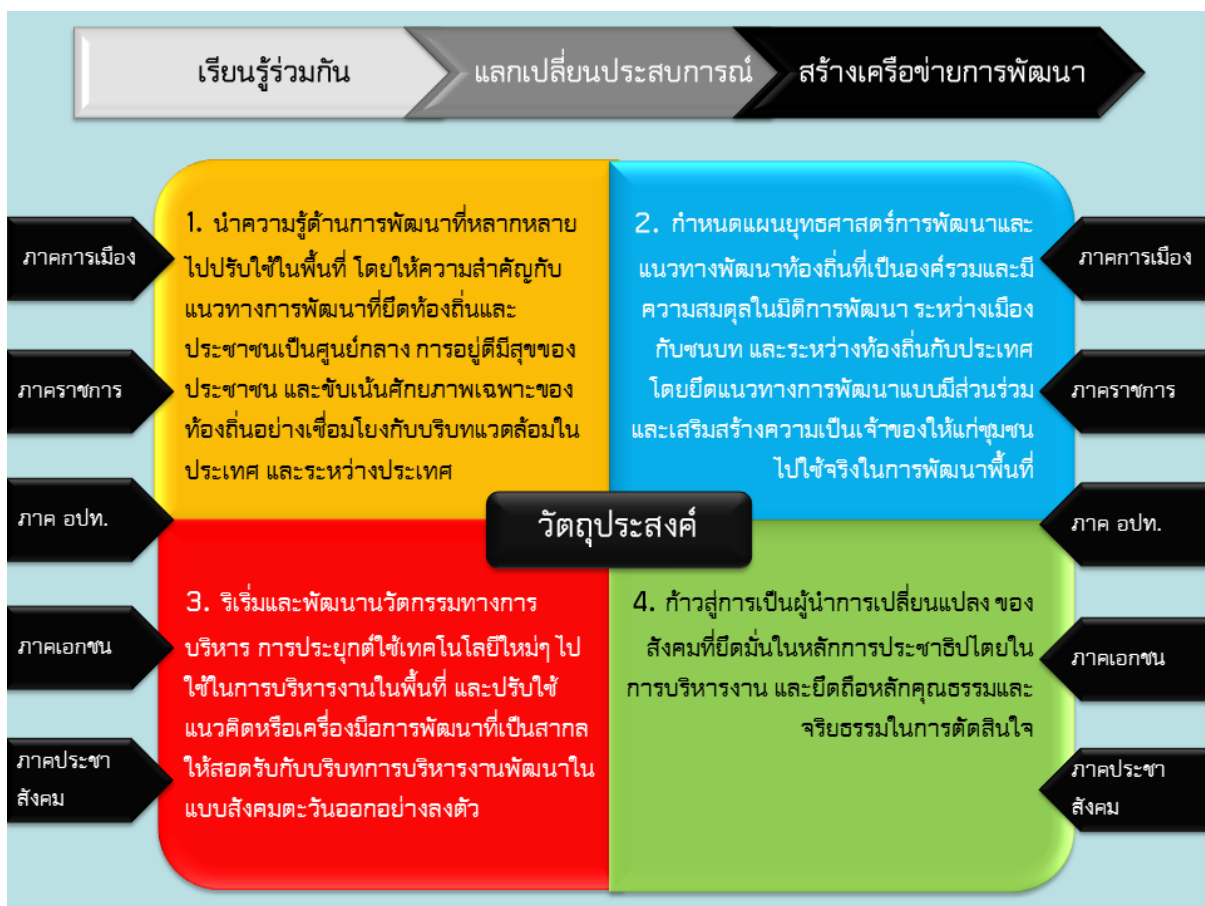 เรียนรู้ร่วมกัน
แลกเปลี่ยนประสบการณ์
สร้างเครือข่ายการพัฒนา
ภาคการเมือง
ภาคราชการ
ภาค อปท.
ภาคเอกชน
ภาคประชา
สังคม
1. นำความรู้ด้านการพัฒนาที่หลากหลาย
ไปปรับใช้ในพื้นที่ โดยให้ความสำคัญกับ
แนวทางการพัฒนาที่ยึดท้องถิ่นและ
ประชาชนเป็นศูนย์กลาง การอยู่ดีมีสุขของ
ประชาชน และขับเน้นศักยภาพเฉพาะของ
ท้องถิ่นอย่างเชื่อมโยงกับบริบทแวดล้อมใน
ประเทศ และระหว่างประเทศ
2. กำหนดแผนยุทธศาสตร์การพัฒนาและ
แนวทางพัฒนาท้องถิ่นที่เป็นองค์รวมและมี
ความสมดุลในมิติการพัฒนา ระหว่างเมือง
กับชนบท และระหว่างท้องถิ่นกับประเทศ
โดยยึดแนวทางการพัฒนาแบบมีส่วนร่วม
และเสริมสร้างความเป็นเจ้าของให้แก่ชุมชน
ไปใช้จริงในการพัฒนาพื้นที่
วัตถุประสงค์
3. ริเริ่มและพัฒนานวัตกรรมทางการ
บริหาร การประยุกต์ใช้เทคโนโลยีใหม่ๆ ไป
ใช้ในการบริหารงานในพื้นที่ และปรับใช้
แนวคิดหรือเครื่องมือการพัฒนาที่เป็นสากล
ให้สอดรับกับบริบทการบริหารงานพัฒนาใน
แบบสังคมตะวันออกอย่างลงตัว
4. ก้าวสู่การเป็นผู้นำการเปลี่ยนแปลง ของ
สังคมที่ยึดมั่นในหลักการประชาธิปไตยใน
การบริหารงาน และยึดถือหลักคุณธรรมและ
จริยธรรมในการตัดสินใจ
ภาคการเมือง
ภาคราชการ
ภาค อปท.
ภาคเอกชน
ภาคประชา
สังคม